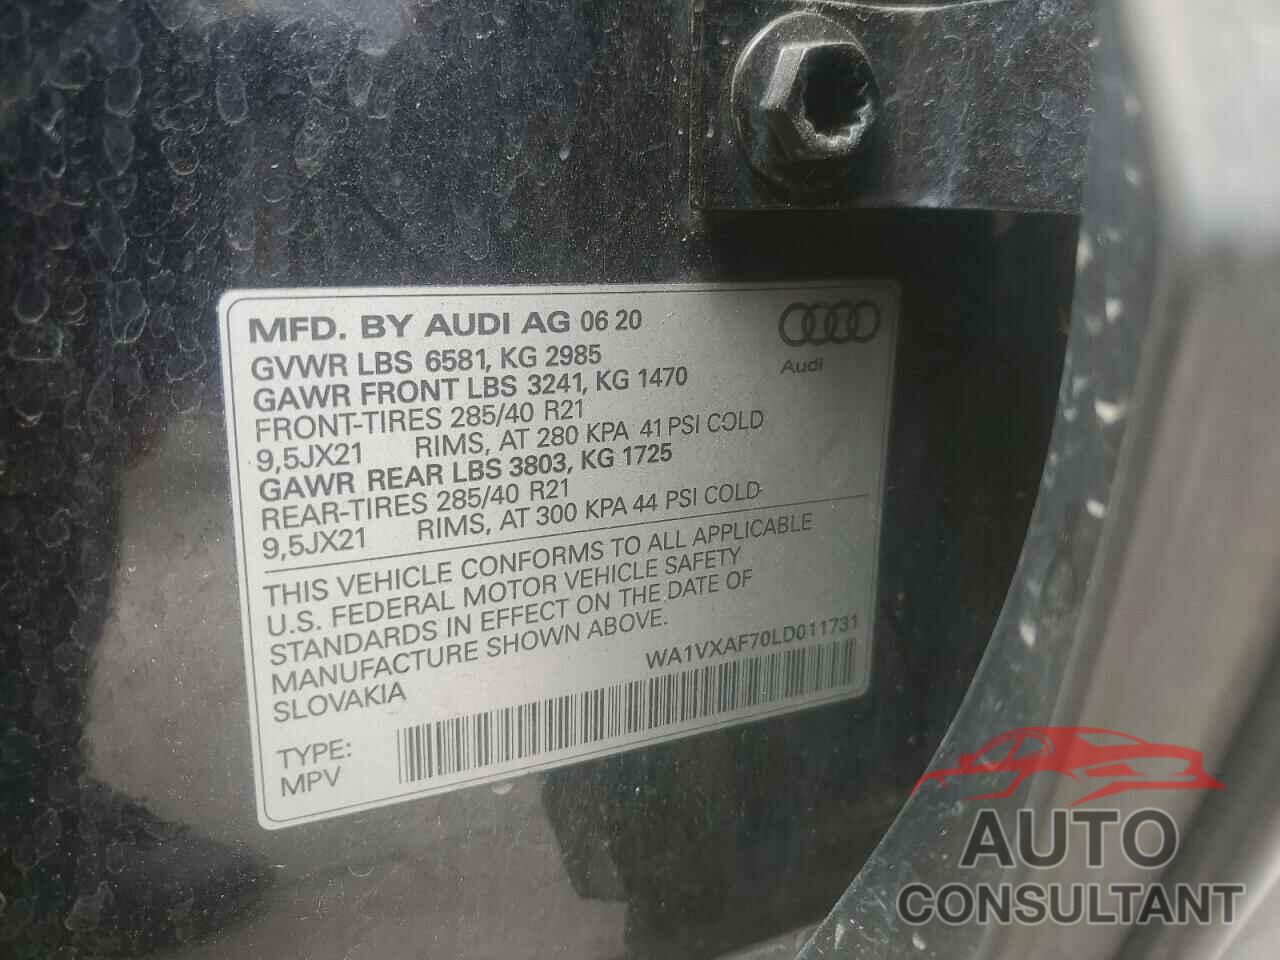 MFD. BY AUDI AG 06 20
GVWR LBS 6581, KG 2985
GAWR FRONT LBS 3241, KG 1470
FRONT-TIRES 285/40 R21
9,5JX21 RIMS, AT 280 KPA 41 PSI COLD
GAWR REAR LBS 3803, KG 1725
REAR-TIRES 285/40 R21
9,5JX21 RIMS, AT 300 KPA 44 PSI COLD
Audi
THIS VEHICLE CONFORMS TO ALL APPLICABLE
U.S. FEDERAL MOTOR VEHICLE SAFETY
STANDARDS IN EFFECT ON THE DATE OF
MANUFACTURE SHOWN ABOVE.
SLOVAKIA
WA1VXAF70LD011731
TYPE:
MPV
AUTO
CONSULTANT